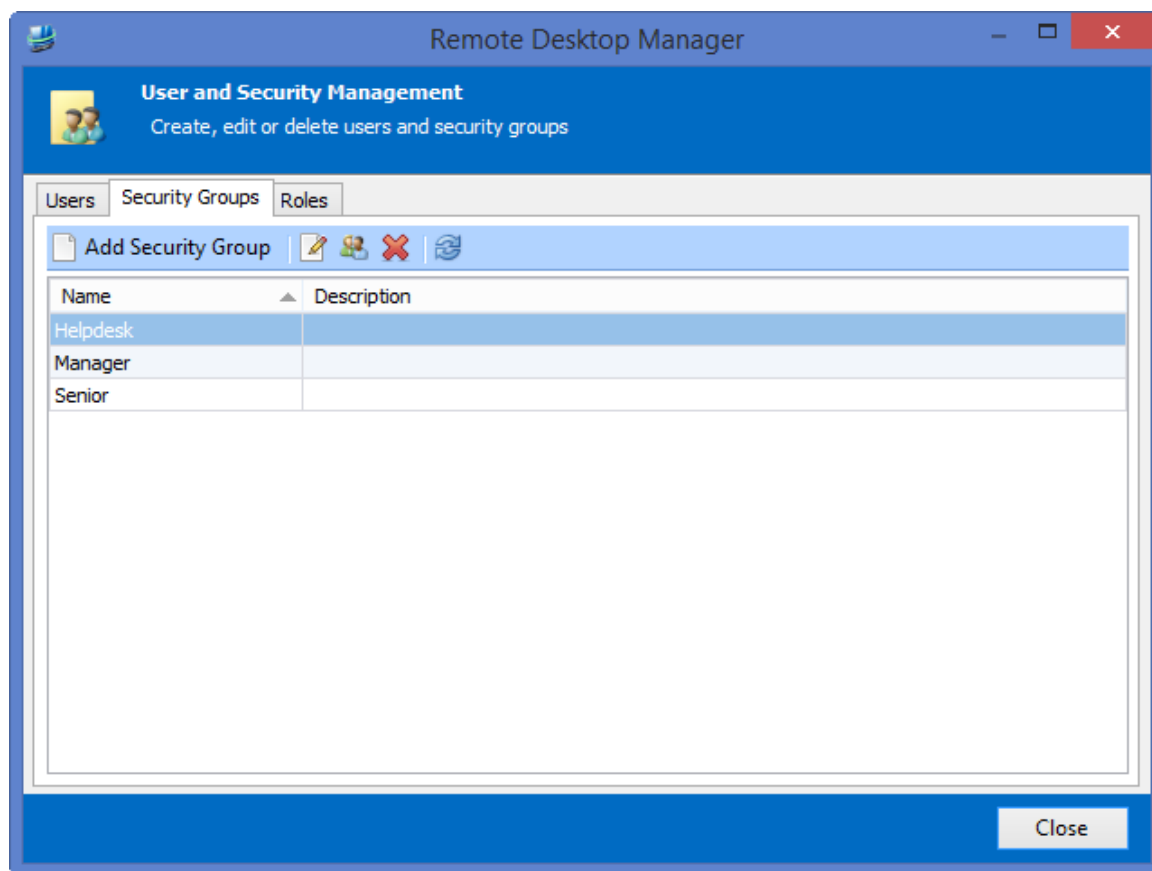 Remote Desktop Manager
User and Security Management
Create, edit or delete users and security groups
Users Security Groups Roles
Add Security Group
Name Description
Helpdesk
Manager
Senior
Close